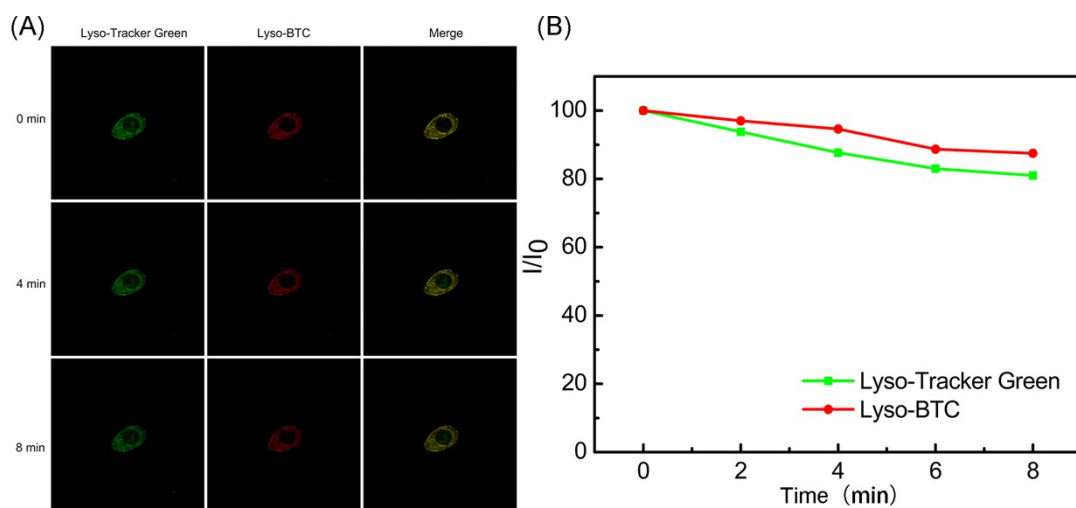 (A)
Lyso-Tracker Green Lyso-BTC Merge
0 min
4 min
8 min
(B)
I/I0
100
80
60
40
20
0
0 2 4 6 8
Time (min)
Lyso-Tracker Green
Lyso-BTC